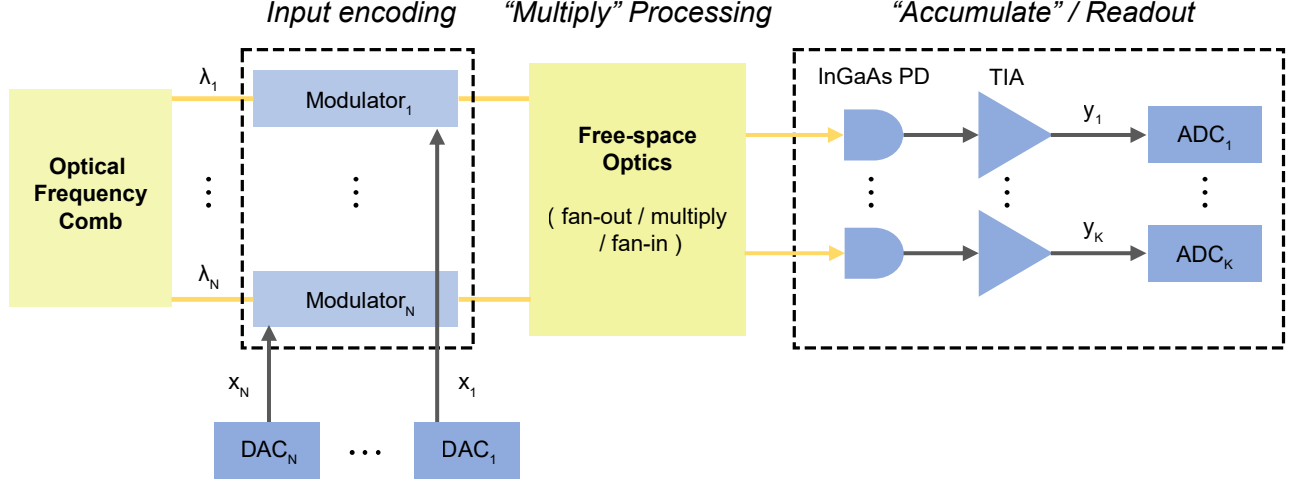 Input encoding
“Multiply” Processing
“Accumulate” / Readout
Optical
Frequency
Comb
λ1
λN
Modulator1
ModulatorN
xN
x1
DACN
DAC1
Free-space
Optics
( fan-out / multiply
/ fan-in )
InGaAs PD
TIA
y1
yK
ADC1
ADCK